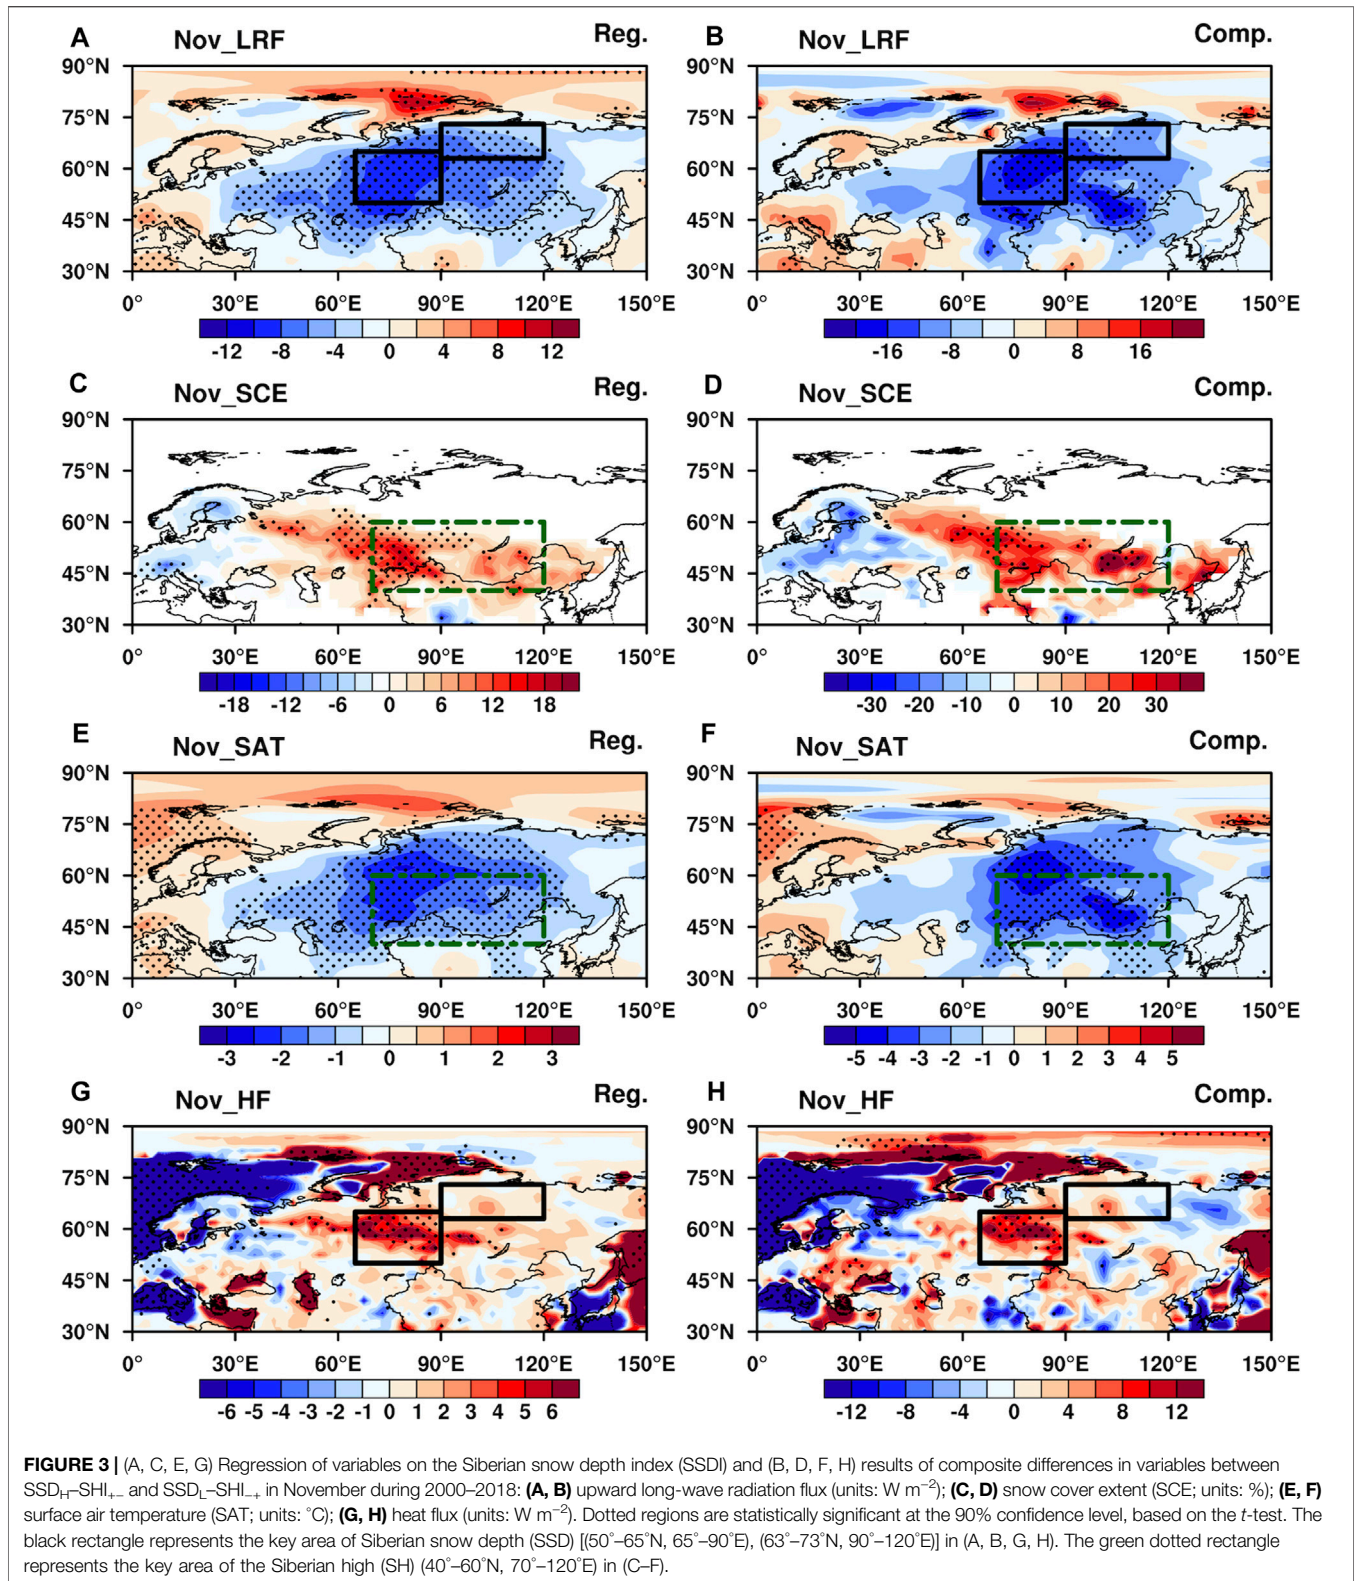 A Nov_LRF Reg. B Nov_LRF Comp.
90°N 90°N
75°N 75°N
60°N 60°N
45°N 45°N
30°N 30°N
0° 30°E 60°E 90°E 120°E 150°E 0° 30°E 60°E 90°E 120°E 150°E
-12 -8 -4 0 4 8 12 -16 -8 0 8 16
C Nov_SCE Reg. D Nov_SCE Comp.
90°N 90°N
75°N 75°N
60°N 60°N
45°N 45°N
30°N 30°N
0° 30°E 60°E 90°E 120°E 150°E 0° 30°E 60°E 90°E 120°E 150°E
-18 -12 -6 0 6 12 18 -30 -20 -10 0 10 20 30
E Nov_SAT Reg. F Nov_SAT Comp.
90°N 90°N
75°N 75°N
60°N 60°N
45°N 45°N
30°N 30°N
0° 30°E 60°E 90°E 120°E 150°E 0° 30°E 60°E 90°E 120°E 150°E
-3 -2 -1 0 1 2 3 -5 -4 -3 -2 -1 0 1 2 3 4 5
G Nov_HF Reg. H Nov_HF Comp.
90°N 90°N
75°N 75°N
60°N 60°N
45°N 45°N
30°N 30°N
0° 30°E 60°E 90°E 120°E 150°E 0° 30°E 60°E 90°E 120°E 150°E
-6 -5 -4 -3 -2 -1 0 1 2 3 4 5 6 -12 -8 -4 0 4 8 12
FIGURE 3 | (A, C, E, G) Regression of variables on the Siberian snow depth index (SSDI) and (B, D, F, H) results of composite differences in variables between
SSD_H–SHI_+− and SSD_L–SHI_−+ in November during 2000–2018: (A, B) upward long-wave radiation flux (units: W m⁻²); (C, D) snow cover extent (SCE; units: %); (E, F)
surface air temperature (SAT; units: °C); (G, H) heat flux (units: W m⁻²). Dotted regions are statistically significant at the 90% confidence level, based on the t-test. The
black rectangle represents the key area of Siberian snow depth (SSD) [(50°–65°N, 65°–90°E), (63°–73°N, 90°–120°E)] in (A, B, G, H). The green dotted rectangle
represents the key area of the Siberian high (SH) (40°–60°N, 70°–120°E) in (C–F).